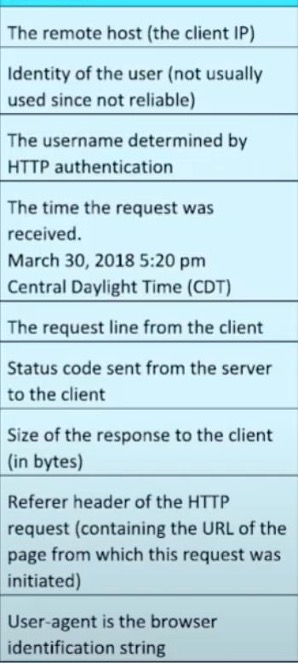 The remote host (the client IP)
Identity of the user (not usually
used since not reliable)
The username determined by
HTTP authentication
The time the request was
received.
March 30, 2018 5:20 pm
Central Daylight Time (CDT)
The request line from the client
Status code sent from the server
to the client
Size of the response to the client
(in bytes)
Referer header of the HTTP
request (containing the URL of the
page from which this request was
initiated)
User-agent is the browser
identification string